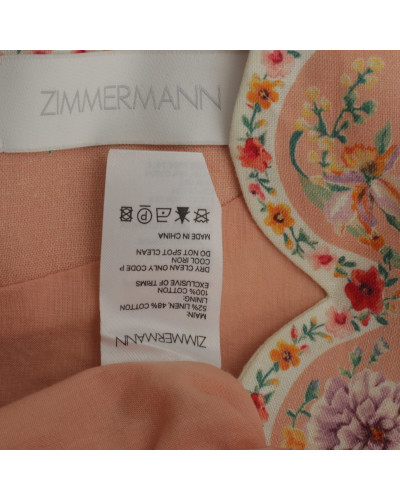 ZIMMERMANN
ZIMMERMANN
MAIN:
52% LINEN, 48% COTTON
LINING:
100% COTTON
EXCLUSIVE OF TRIMS
DRY CLEAN ONLY CODE P
COOL IRON
DO NOT SPOT CLEAN
MADE IN CHINA
P